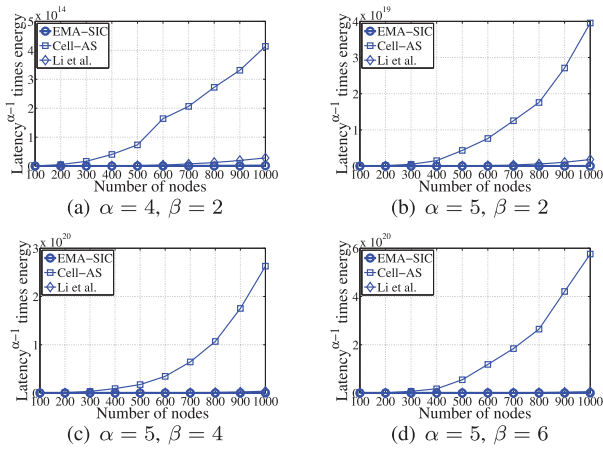 5 x 10^14
4
3
2
1
0
Latency^α−1 times energy
EMA−SIC
Cell−AS
Li et al.
100 200 300 400 500 600 700 800 900 1000
Number of nodes
(a) α = 4, β = 2
4 x 10^19
3
2
1
0
Latency^α−1 times energy
EMA−SIC
Cell−AS
Li et al.
100 200 300 400 500 600 700 800 900 1000
Number of nodes
(b) α = 5, β = 2
3 x 10^20
2
1
0
Latency^α−1 times energy
EMA−SIC
Cell−AS
Li et al.
100 200 300 400 500 600 700 800 900 1000
Number of nodes
(c) α = 5, β = 4
6 x 10^20
4
2
0
Latency^α−1 times energy
EMA−SIC
Cell−AS
Li et al.
100 200 300 400 500 600 700 800 900 1000
Number of nodes
(d) α = 5, β = 6